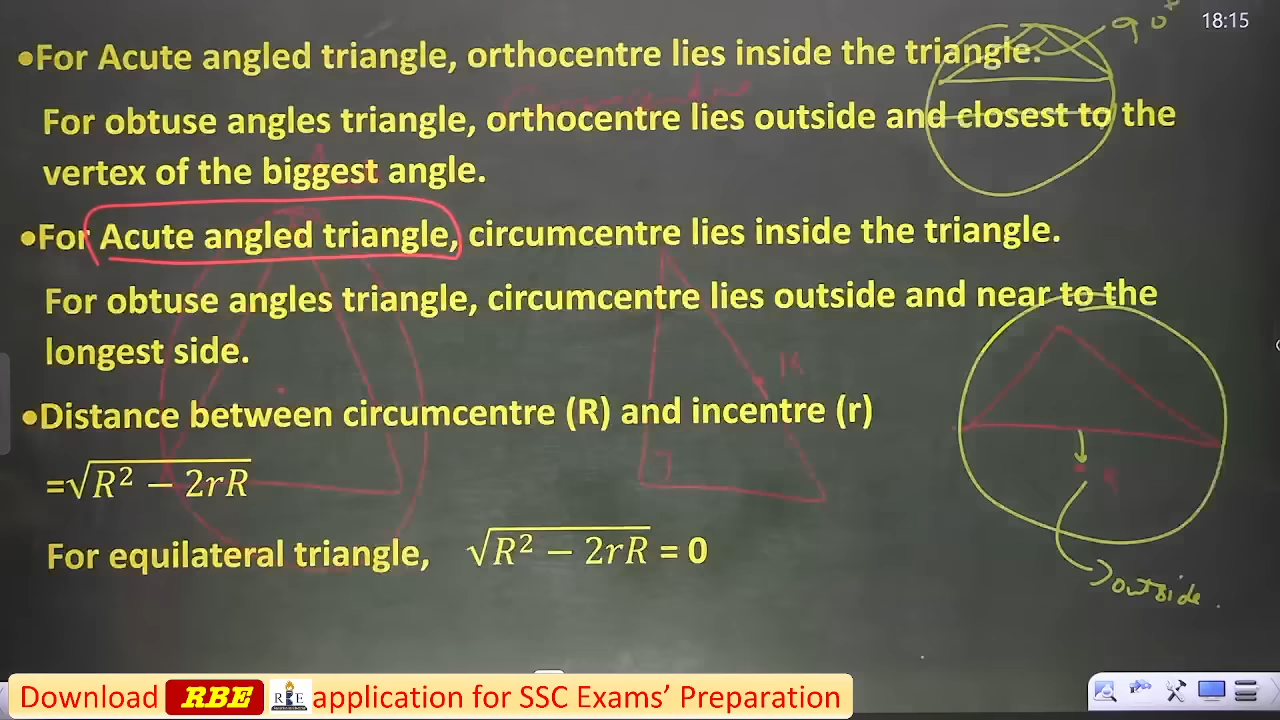 18:15
90°
•For Acute angled triangle, orthocentre lies inside the triangle.
For obtuse angles triangle, orthocentre lies outside and closest to the
vertex of the biggest angle.
•For Acute angled triangle, circumcentre lies inside the triangle.
For obtuse angles triangle, circumcentre lies outside and near to the
longest side.
•Distance between circumcentre (R) and incentre (r)
=√(R² − 2rR)
For equilateral triangle, √(R² − 2rR) = 0
outside
Download RBE RBE application for SSC Exams’ Preparation